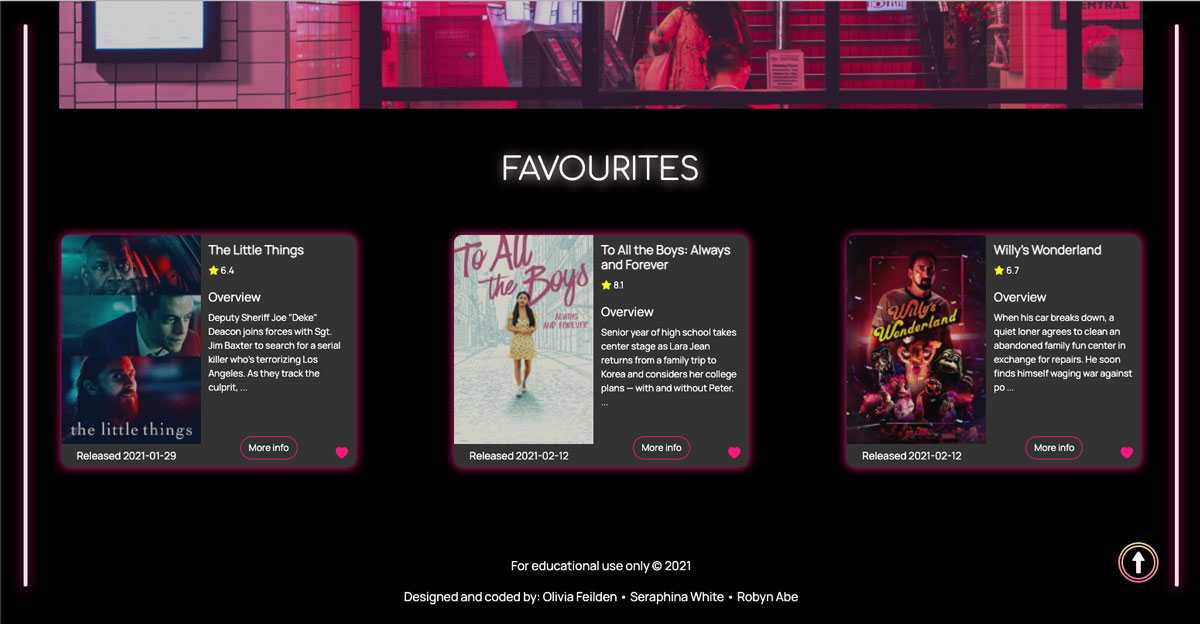 CENTRAL
FAVOURITES
The Little Things
6.4
Overview
Deputy Sheriff Joe "Deke"
Deacon joins forces with Sgt.
Jim Baxter to search for a serial
killer who's terrorizing Los
Angeles. As they track the
culprit, ...
the little things
More info
Released 2021-01-29
To All
the Boys
ALWAYS
AND FOREVER
To All the Boys: Always
and Forever
8.1
Overview
Senior year of high school takes
center stage as Lara Jean
returns from a family trip to
Korea and considers her college
plans — with and without Peter.
...
More info
Released 2021-02-12
Willy's
Wonderland
Willy's Wonderland
6.7
Overview
When his car breaks down, a
quiet loner agrees to clean an
abandoned family fun center in
exchange for repairs. He soon
finds himself waging war against
po ...
More info
Released 2021-02-12
For educational use only © 2021
Designed and coded by: Olivia Feilden • Seraphina White • Robyn Abe